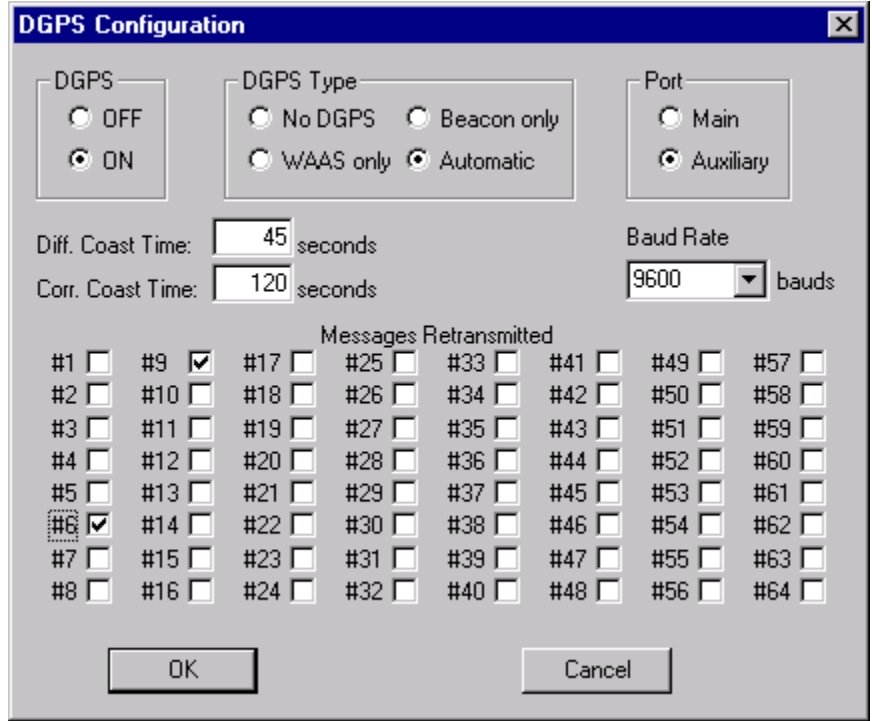 DGPS Configuration
DGPS DGPS Type Port
OFF No DGPS Beacon only Main
ON WAAS only Automatic Auxiliary
Diff. Coast Time: 45 seconds Baud Rate
Corr. Coast Time: 120 seconds 9600 bauds
Messages Retransmitted
#1 #9 #17 #25 #33 #41 #49 #57
#2 #10 #18 #26 #34 #42 #50 #58
#3 #11 #19 #27 #35 #43 #51 #59
#4 #12 #20 #28 #36 #44 #52 #60
#5 #13 #21 #29 #37 #45 #53 #61
#6 #14 #22 #30 #38 #46 #54 #62
#7 #15 #23 #31 #39 #47 #55 #63
#8 #16 #24 #32 #40 #48 #56 #64
OK Cancel